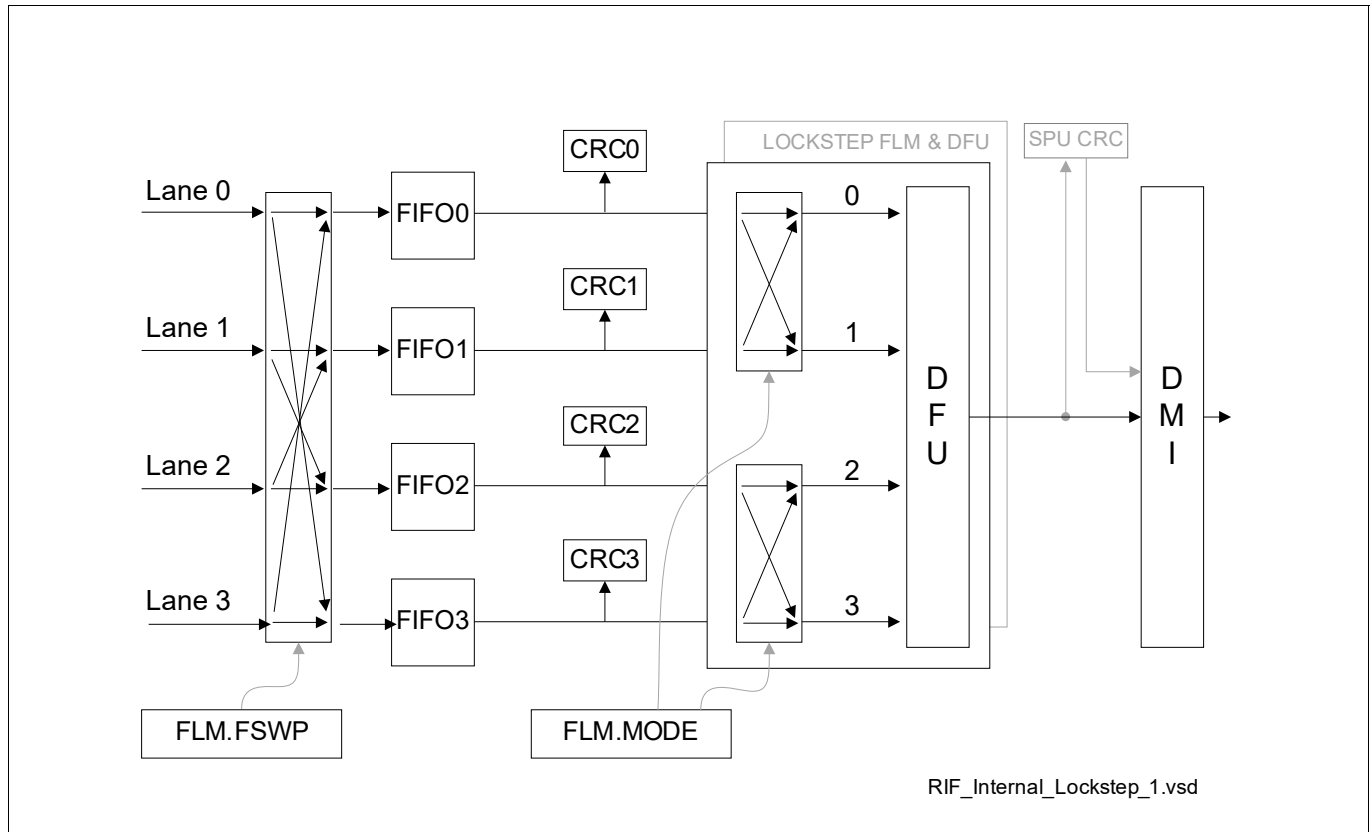 LOCKSTEP FLM & DFU
SPU CRC
CRC0
Lane 0
FIFO0
0
CRC1
Lane 1
FIFO1
1
D
F
U
D
M
I
CRC2
Lane 2
FIFO2
2
CRC3
Lane 3
FIFO3
3
FLM.FSWP
FLM.MODE
RIF_Internal_Lockstep_1.vsd